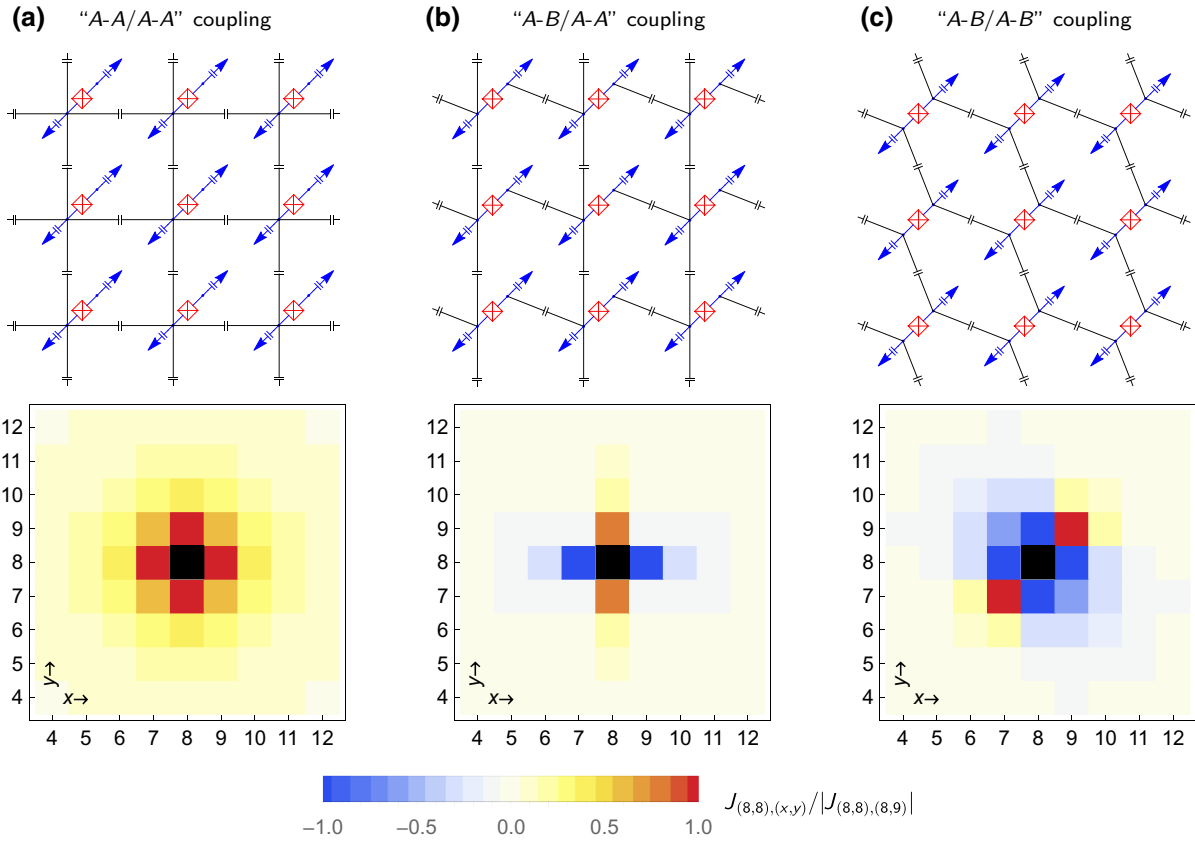 (a) “A-A/A-A” coupling
(b) “A-B/A-A” coupling
(c) “A-B/A-B” coupling
12
11
10
9
8
7
6
5
4
y→
x→
4 5 6 7 8 9 10 11 12
12
11
10
9
8
7
6
5
4
y→
x→
4 5 6 7 8 9 10 11 12
12
11
10
9
8
7
6
5
4
y→
x→
4 5 6 7 8 9 10 11 12
−1.0 −0.5 0.0 0.5 1.0
J(8,8),(x,y)/|J(8,8),(8,9)|